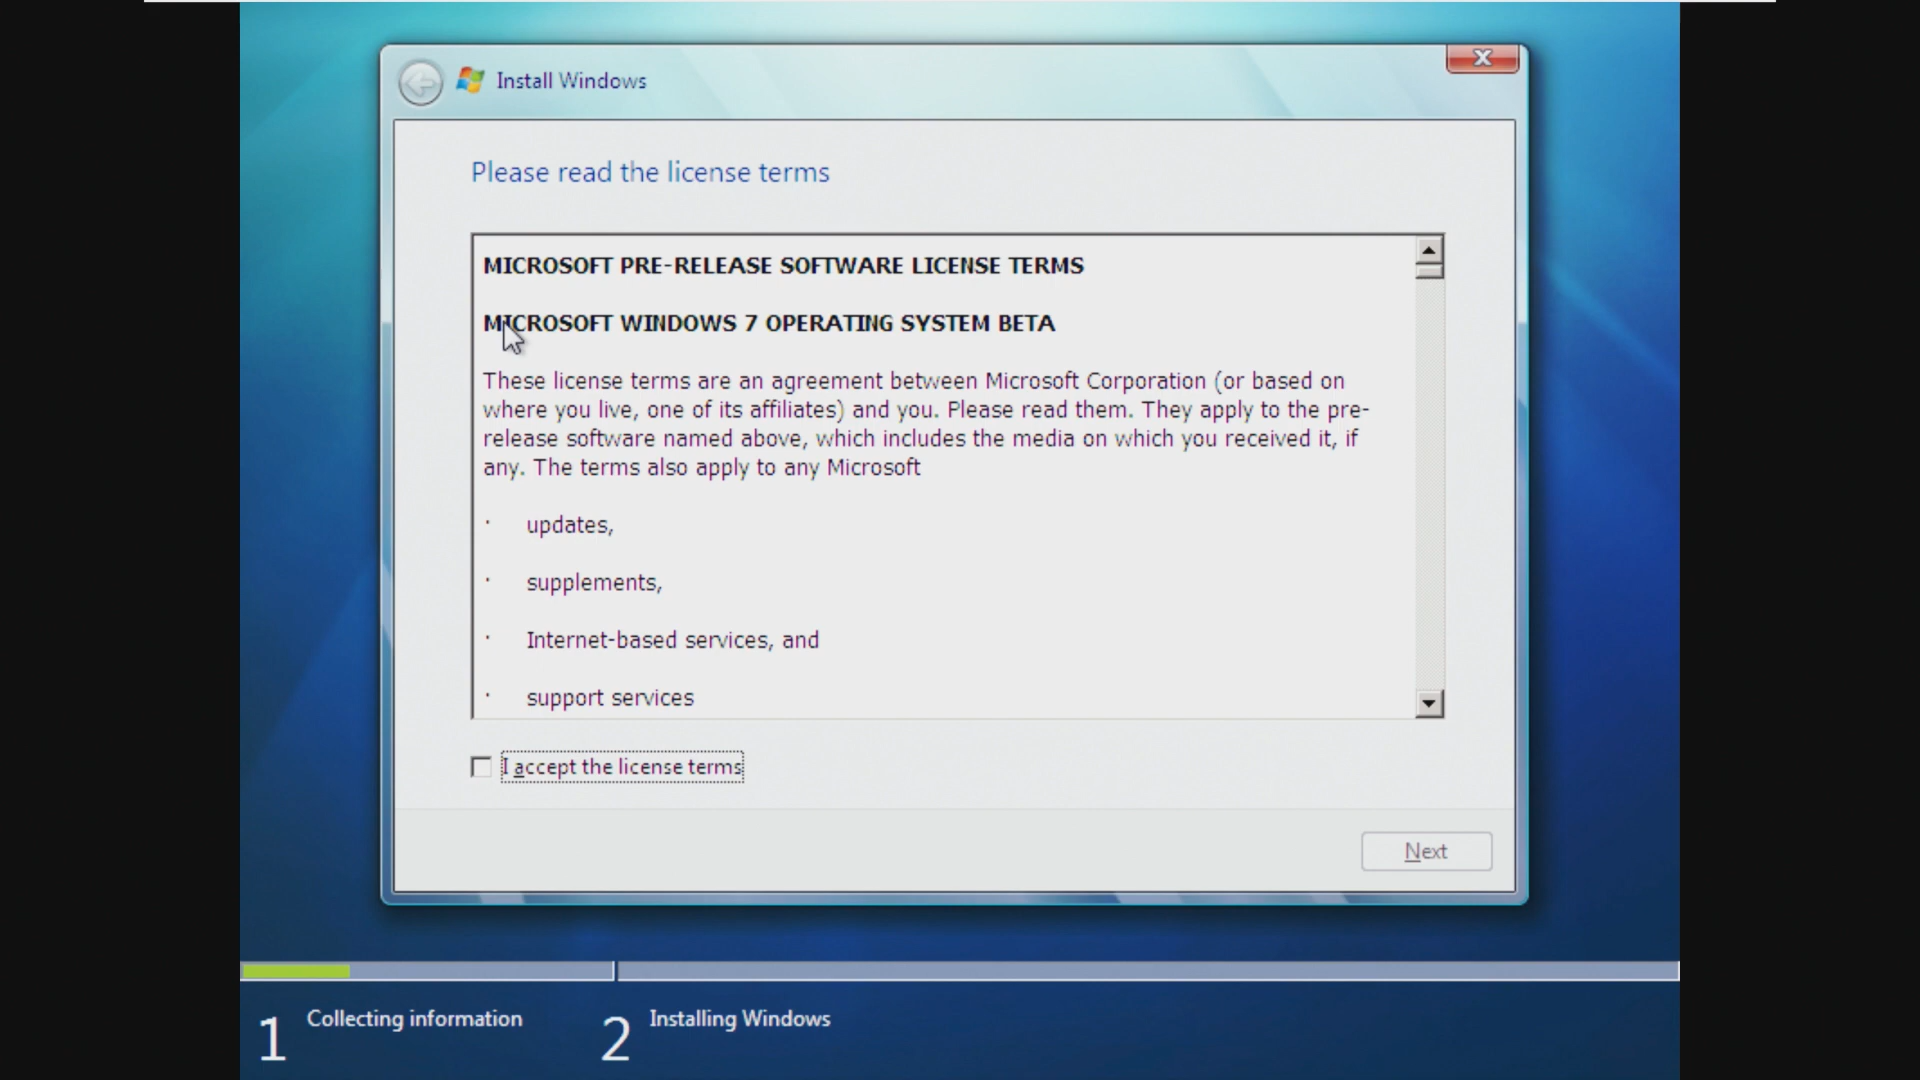 Install Windows
Please read the license terms
MICROSOFT PRE-RELEASE SOFTWARE LICENSE TERMS
MICROSOFT WINDOWS 7 OPERATING SYSTEM BETA
These license terms are an agreement between Microsoft Corporation (or based on
where you live, one of its affiliates) and you. Please read them. They apply to the pre-
release software named above, which includes the media on which you received it, if
any. The terms also apply to any Microsoft
· updates,
· supplements,
· Internet-based services, and
· support services
I accept the license terms
Next
1 Collecting information
2 Installing Windows